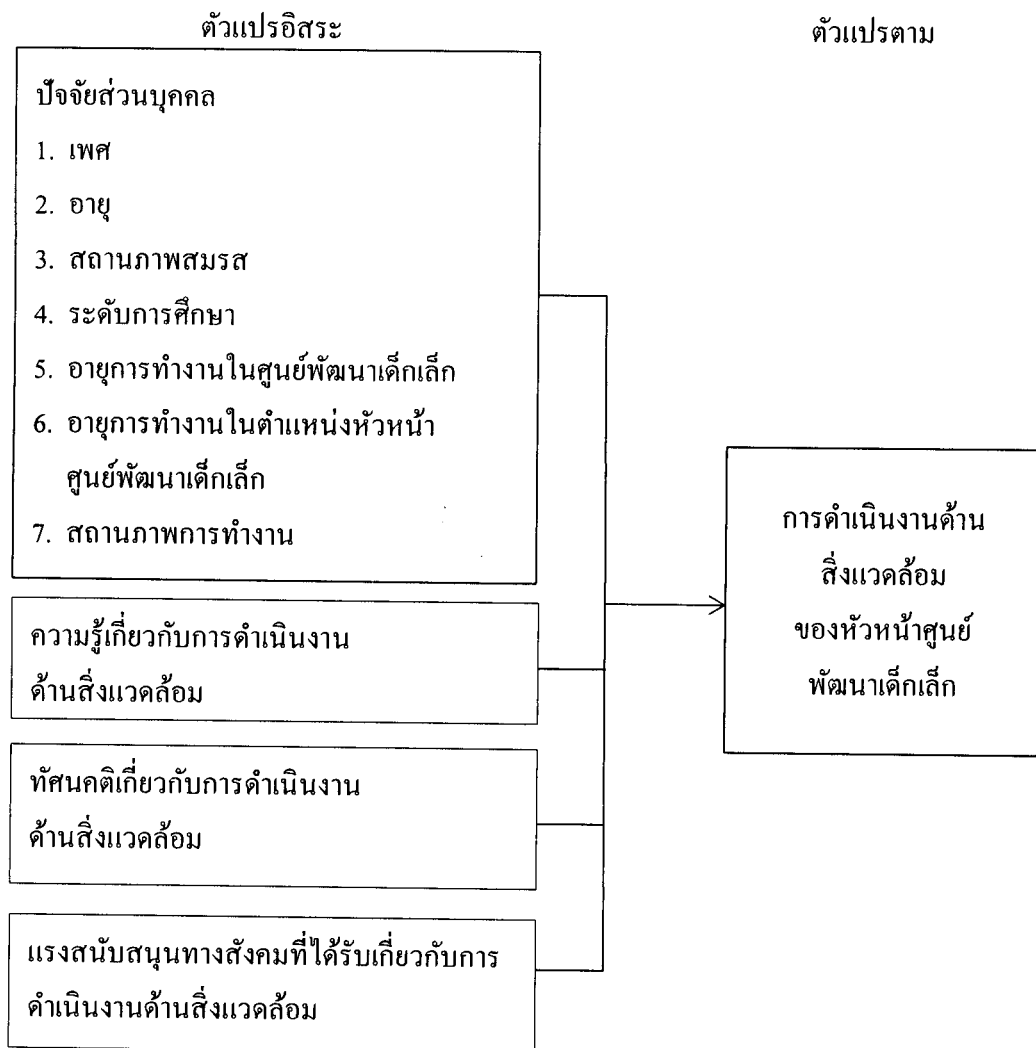 ตัวแปรอิสระ
ตัวแปรตาม
ปัจจัยส่วนบุคคล
1. เพศ
2. อายุ
3. สถานภาพสมรส
4. ระดับการศึกษา
5. อายุการทำงานในศูนย์พัฒนาเด็กเล็ก
6. อายุการทำงานในตำแหน่งหัวหน้า
ศูนย์พัฒนาเด็กเล็ก
7. สถานภาพการทำงาน
ความรู้เกี่ยวกับการดำเนินงาน
ด้านสิ่งแวดล้อม
ทัศนคติเกี่ยวกับการดำเนินงาน
ด้านสิ่งแวดล้อม
แรงสนับสนุนทางสังคมที่ได้รับเกี่ยวกับการ
ดำเนินงานด้านสิ่งแวดล้อม
การดำเนินงานด้าน
สิ่งแวดล้อม
ของหัวหน้าศูนย์
พัฒนาเด็กเล็ก